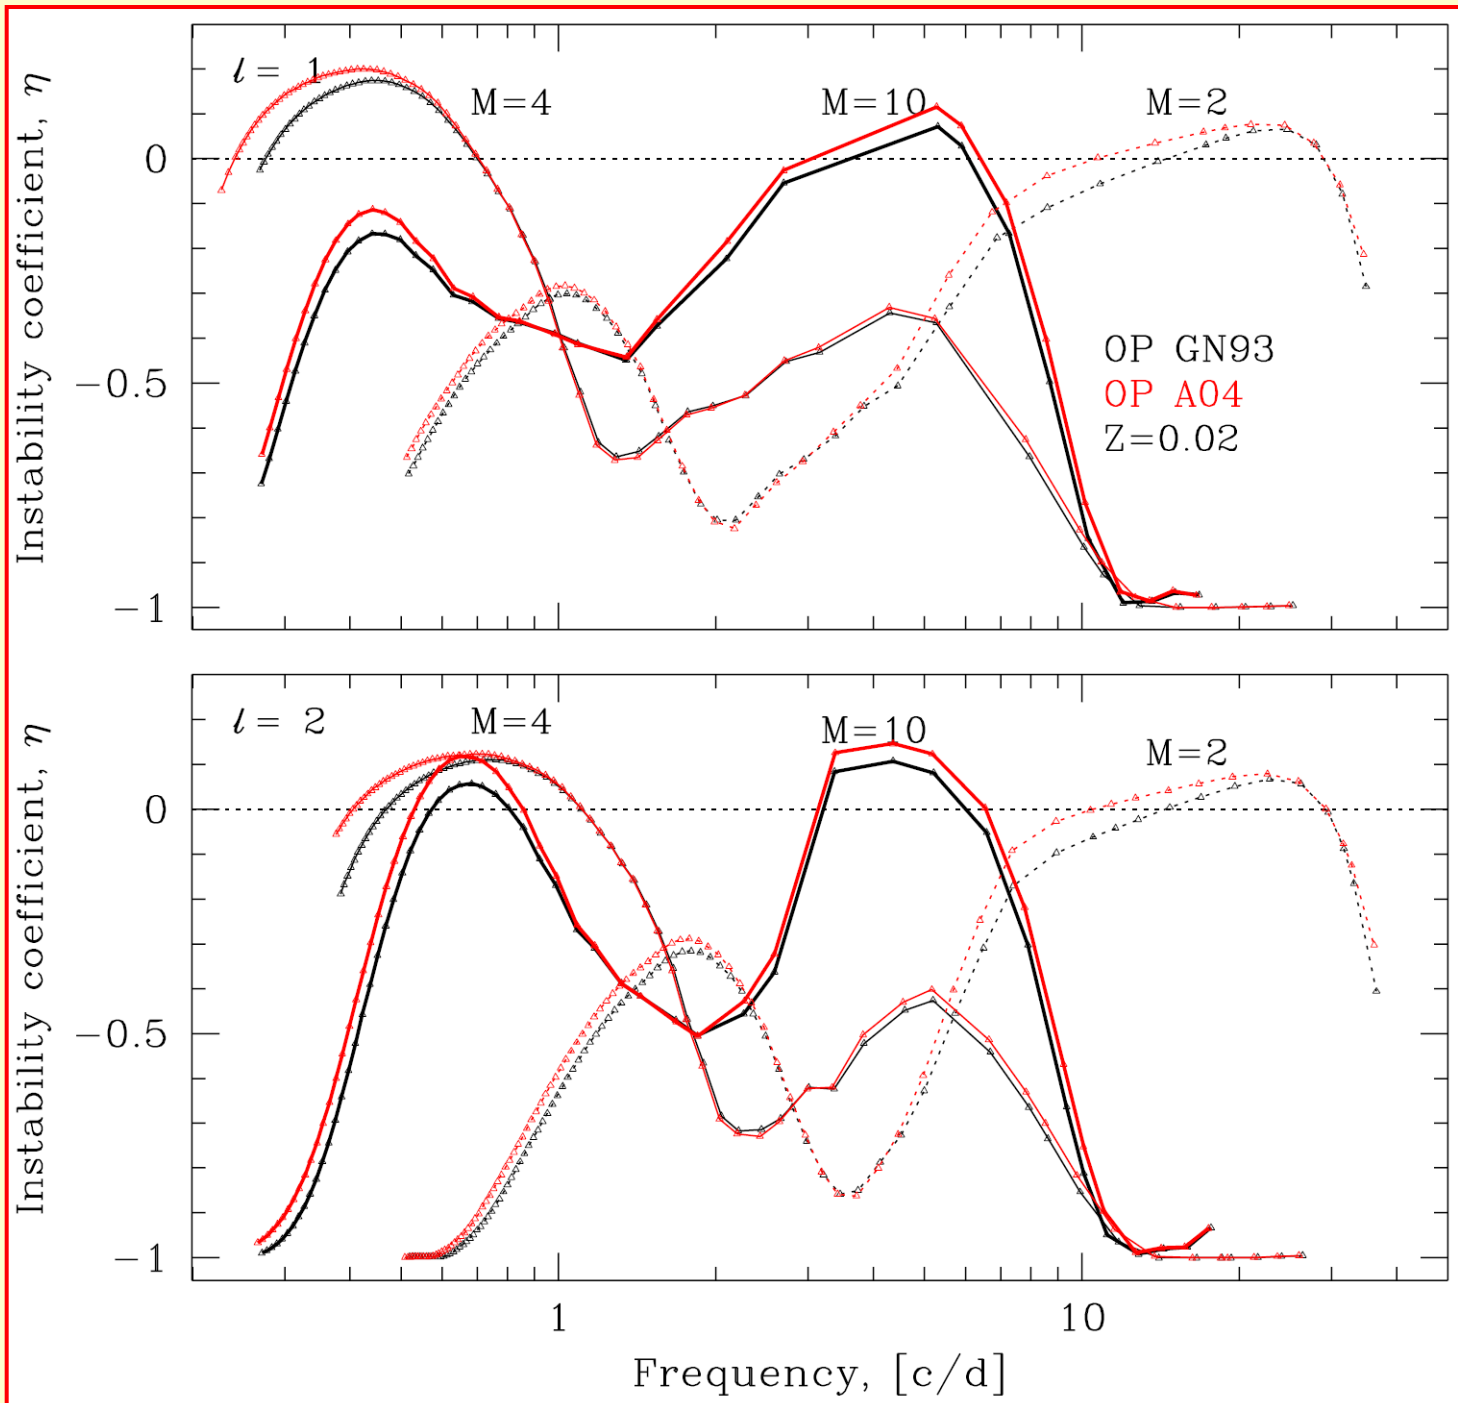 ℓ = 1
M=4
M=10
M=2
0
−0.5
−1
Instability coefficient, η
OP GN93
OP A04
Z=0.02
ℓ = 2
M=4
M=10
M=2
0
−0.5
−1
Instability coefficient, η
1
10
Frequency, [c/d]